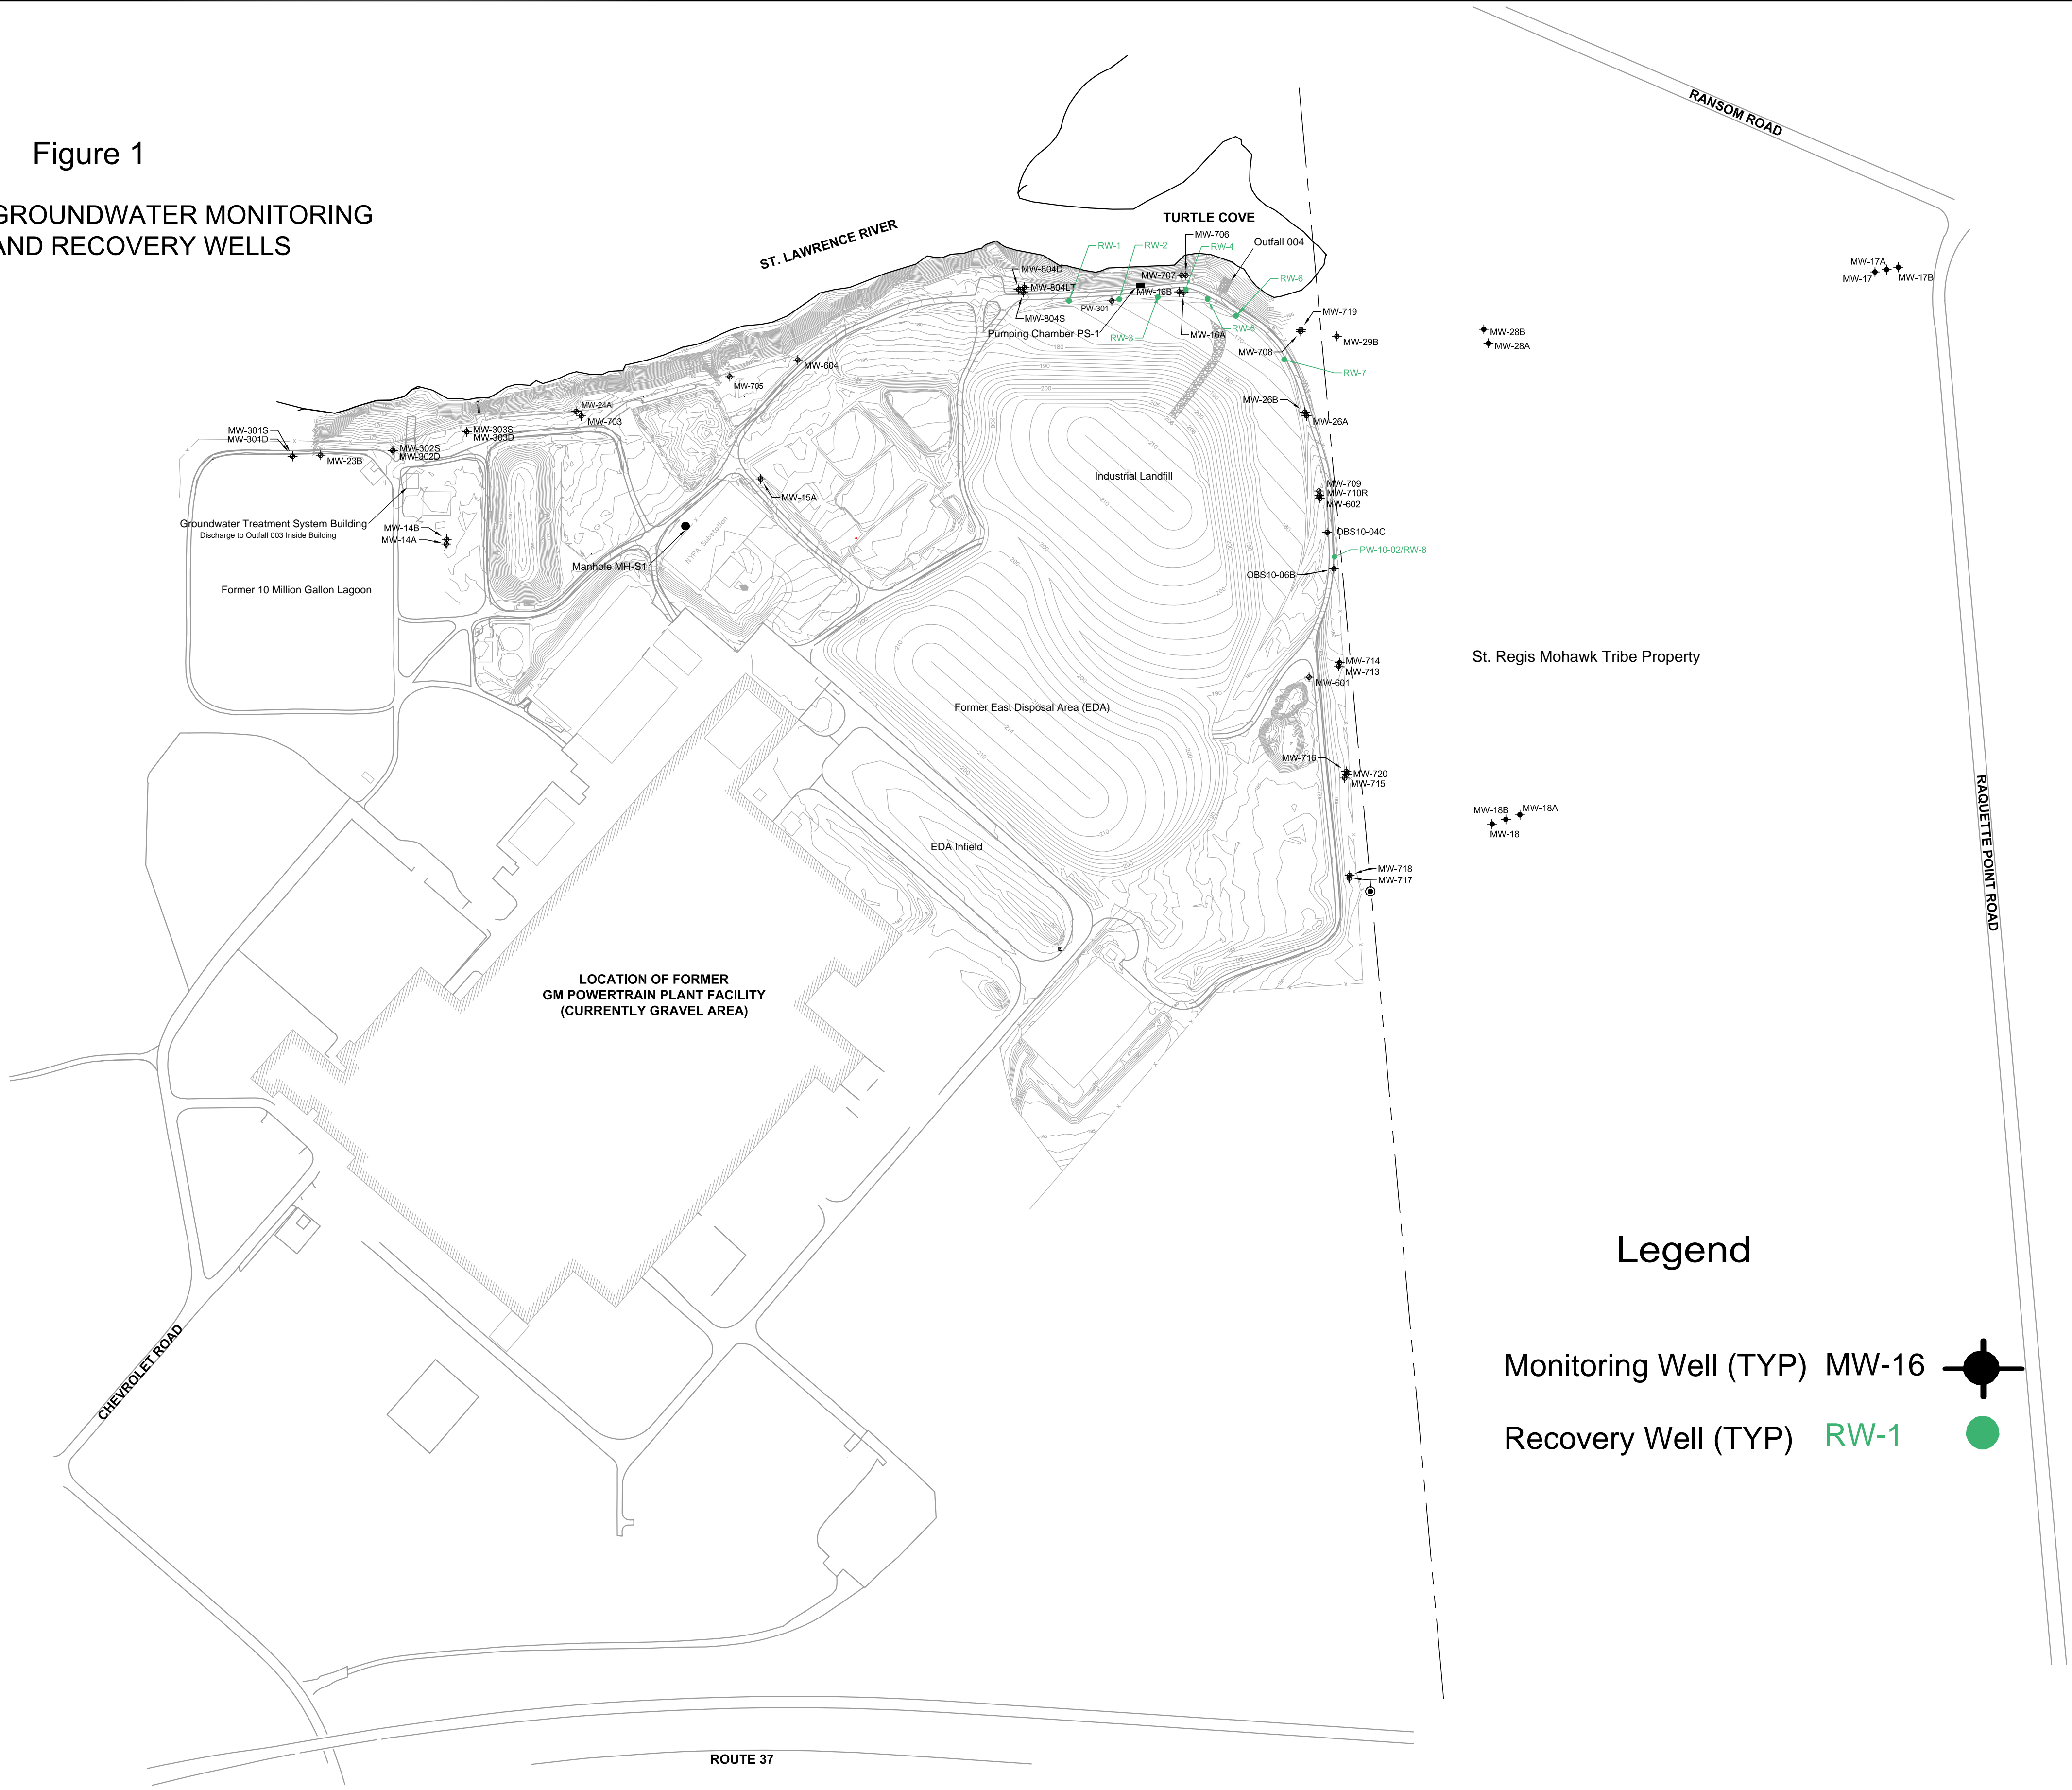 Figure 1
GROUNDWATER MONITORING
AND RECOVERY WELLS
RANSOM ROAD
ST. LAWRENCE RIVER
TURTLE COVE
MW-706
RW-1
RW-2
RW-4
Outfall 004
MW-804D
MW-707
RW-6
MW-804LT
MW-16B
PW-301
MW-804S
Pumping Chamber PS-1
RW-3
MW-16A
RW-5
MW-719
MW-708
MW-29B
RW-7
MW-17A
MW-17
MW-17B
MW-28B
MW-28A
MW-604
MW-705
MW-24A
MW-703
MW-26B
MW-26A
MW-301S
MW-301D
MW-23B
MW-302S
MW-302D
MW-303S
MW-303D
MW-15A
Industrial Landfill
MW-709
MW-710R
MW-602
OBS10-04C
PW-10-02/RW-8
OBS10-06B
Groundwater Treatment System Building
Discharge to Outfall 003 Inside Building
MW-14B
MW-14A
Manhole MH-S1
NYPA Substation
Former 10 Million Gallon Lagoon
St. Regis Mohawk Tribe Property
MW-714
MW-713
MW-601
Former East Disposal Area (EDA)
MW-716
MW-720
MW-715
MW-18B
MW-18A
MW-18
EDA Infield
MW-718
MW-717
RAQUETTE POINT ROAD
LOCATION OF FORMER
GM POWERTRAIN PLANT FACILITY
(CURRENTLY GRAVEL AREA)
CHEVROLET ROAD
Legend
Monitoring Well (TYP) MW-16
Recovery Well (TYP) RW-1
ROUTE 37